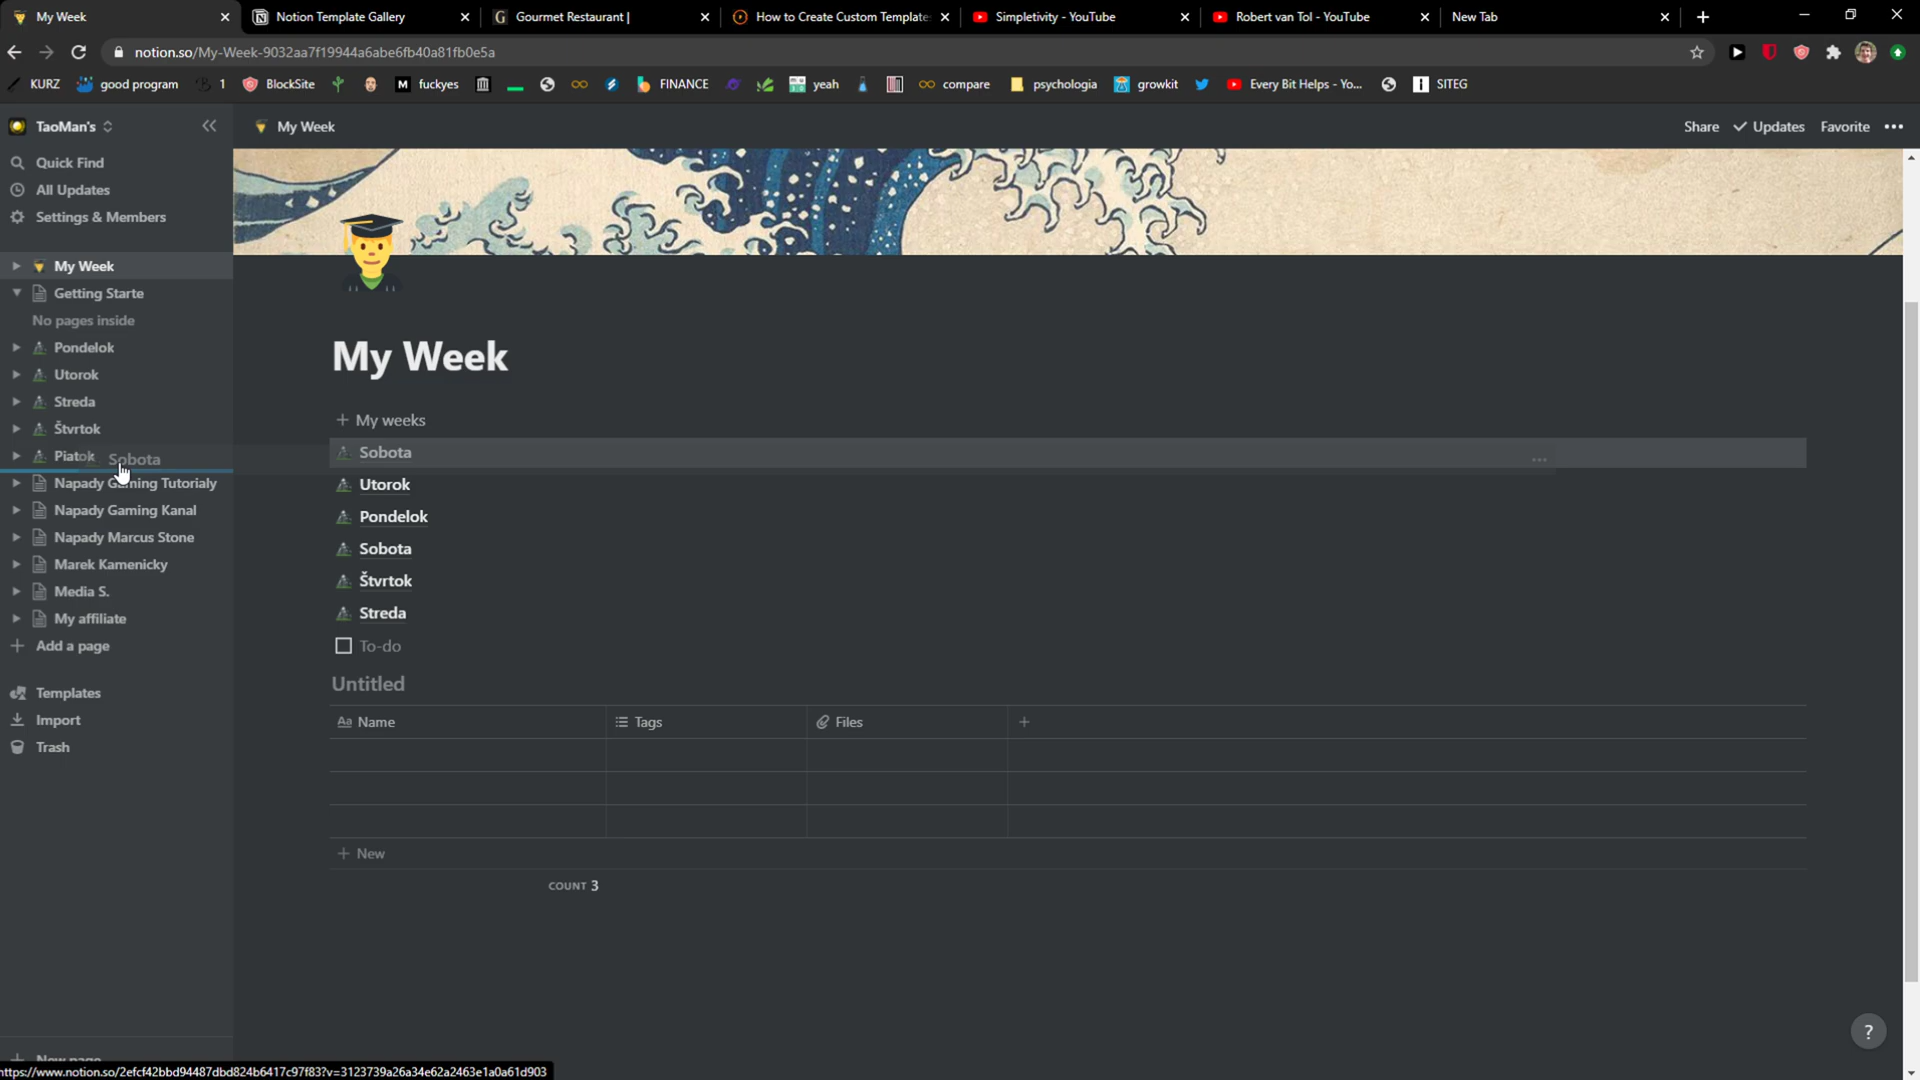 My Week
Notion Template Gallery
Gourmet Restaurant |
How to Create Custom Template
Simpletivity - YouTube
Robert van Tol - YouTube
New Tab
notion.so/My-Week-9032aa7f19944a6abe6fb40a81fb0e5a
KURZ
good program
1
BlockSite
fuckyes
FINANCE
yeah
compare
psychologia
growkit
Every Bit Helps - Yo...
SITEG
TaoMan's
My Week
Share
Updates
Favorite
Quick Find
All Updates
Settings & Members
My Week
Getting Starte
No pages inside
Pondelok
Utorok
Streda
Štvrtok
Piatok
Sobota
Napady Gaming Tutorialy
Napady Gaming Kanal
Napady Marcus Stone
Marek Kamenicky
Media S.
My affiliate
Add a page
Templates
Import
Trash
New page
My Week
+ My weeks
Sobota
Utorok
Pondelok
Sobota
Štvrtok
Streda
To-do
Untitled
Aa Name
Tags
Files
+
+ New
COUNT 3
?
https://www.notion.so/2efcf42bbd94487dbd824b6417c97f83?v=3123739a26a34e62a2463e1a0a61d903